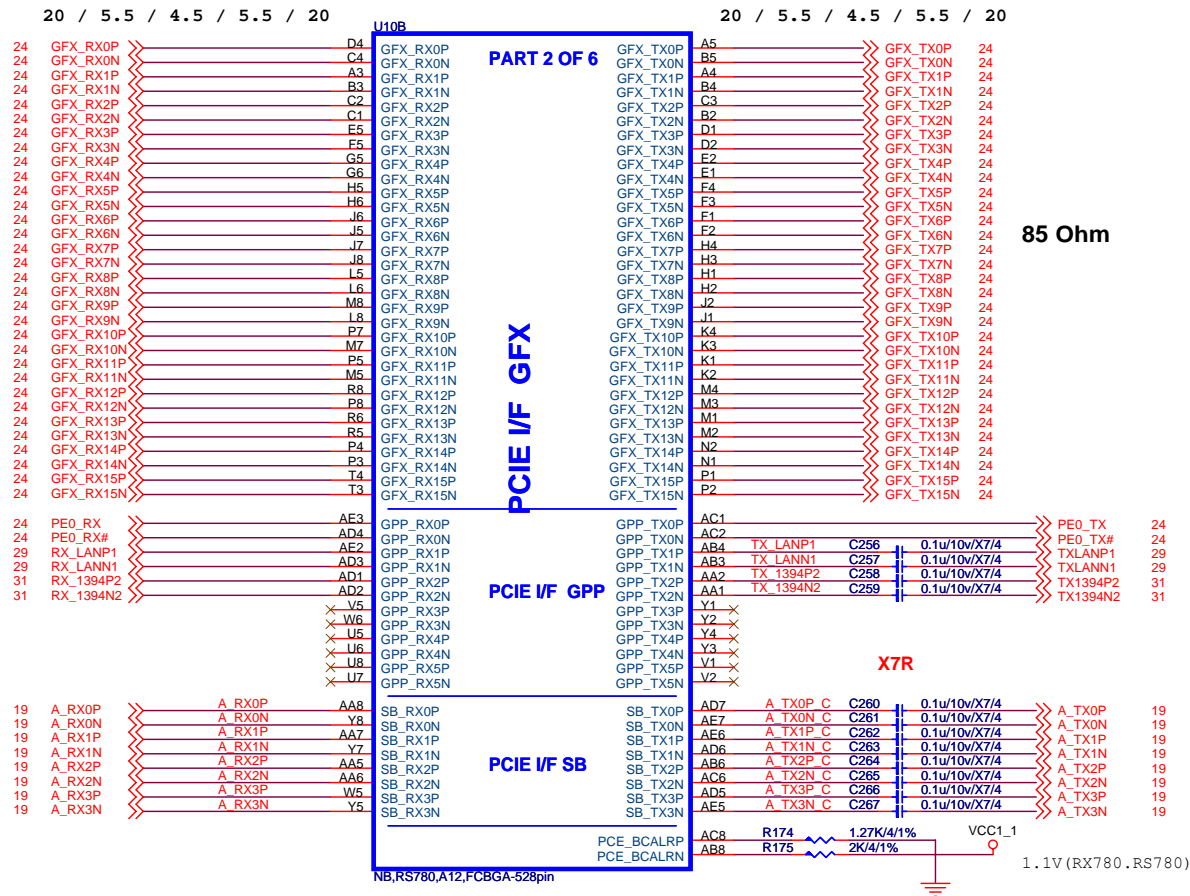 20 / 5.5 / 4.5 / 5.5 / 20    20 / 5.5 / 4.5 / 5.5 / 20
U10B
PART 2 OF 6
24 GFX_RX0P D4 GFX_RX0P GFX_TX0P A5 GFX_TX0P 24
24 GFX_RX0N C4 GFX_RX0N GFX_TX0N B5 GFX_TX0N 24
24 GFX_RX1P A3 GFX_RX1P GFX_TX1P A4 GFX_TX1P 24
24 GFX_RX1N B3 GFX_RX1N GFX_TX1N B4 GFX_TX1N 24
24 GFX_RX2P C2 GFX_RX2P GFX_TX2P C3 GFX_TX2P 24
24 GFX_RX2N C1 GFX_RX2N GFX_TX2N B2 GFX_TX2N 24
24 GFX_RX3P E5 GFX_RX3P GFX_TX3P D1 GFX_TX3P 24
24 GFX_RX3N F5 GFX_RX3N GFX_TX3N D2 GFX_TX3N 24
24 GFX_RX4P G5 GFX_RX4P GFX_TX4P E2 GFX_TX4P 24
24 GFX_RX4N G6 GFX_RX4N GFX_TX4N E1 GFX_TX4N 24
24 GFX_RX5P H5 GFX_RX5P GFX_TX5P F4 GFX_TX5P 24
24 GFX_RX5N H6 GFX_RX5N GFX_TX5N F3 GFX_TX5N 24
24 GFX_RX6P J6 GFX_RX6P GFX_TX6P F1 GFX_TX6P 24
24 GFX_RX6N J5 GFX_RX6N GFX_TX6N F2 GFX_TX6N 24
85 Ohm
24 GFX_RX7P J7 GFX_RX7P GFX_TX7P H4 GFX_TX7P 24
24 GFX_RX7N J8 GFX_RX7N GFX_TX7N H3 GFX_TX7N 24
24 GFX_RX8P L5 GFX_RX8P GFX_TX8P H1 GFX_TX8P 24
24 GFX_RX8N L6 GFX_RX8N GFX_TX8N H2 GFX_TX8N 24
24 GFX_RX9P M8 GFX_RX9P GFX_TX9P J2 GFX_TX9P 24
24 GFX_RX9N L8 GFX_RX9N GFX_TX9N J1 GFX_TX9N 24
24 GFX_RX10P P7 GFX_RX10P GFX_TX10P K4 GFX_TX10P 24
24 GFX_RX10N M7 GFX_RX10N GFX_TX10N K3 GFX_TX10N 24
24 GFX_RX11P P5 GFX_RX11P GFX_TX11P K1 GFX_TX11P 24
24 GFX_RX11N M5 GFX_RX11N GFX_TX11N K2 GFX_TX11N 24
24 GFX_RX12P R8 GFX_RX12P GFX_TX12P M4 GFX_TX12P 24
24 GFX_RX12N P8 GFX_RX12N GFX_TX12N M3 GFX_TX12N 24
24 GFX_RX13P R6 GFX_RX13P GFX_TX13P M1 GFX_TX13P 24
24 GFX_RX13N R5 GFX_RX13N GFX_TX13N M2 GFX_TX13N 24
24 GFX_RX14P P4 GFX_RX14P GFX_TX14P N2 GFX_TX14P 24
24 GFX_RX14N P3 GFX_RX14N GFX_TX14N N1 GFX_TX14N 24
24 GFX_RX15P T4 GFX_RX15P GFX_TX15P P1 GFX_TX15P 24
24 GFX_RX15N T3 GFX_RX15N GFX_TX15N P2 GFX_TX15N 24
PCIE I/F GFX
24 PE0_RX AE3 GPP_RX0P GPP_TX0P AC1 PE0_TX 24
24 PE0_RX# AD4 GPP_RX0N GPP_TX0N AC2 PE0_TX# 24
29 RX_LANP1 AE2 GPP_RX1P GPP_TX1P AB4 TX_LANP1 C256 0.1u/10v/X7/4 TXLANP1 29
29 RX_LANN1 AD3 GPP_RX1N GPP_TX1N AB3 TX_LANN1 C257 0.1u/10v/X7/4 TXLANN1 29
31 RX_1394P2 AD1 GPP_RX2P GPP_TX2P AA2 TX_1394P2 C258 0.1u/10v/X7/4 TX1394P2 31
31 RX_1394N2 AD2 GPP_RX2N GPP_TX2N AA1 TX_1394N2 C259 0.1u/10v/X7/4 TX1394N2 31
PCIE I/F GPP
V5 GPP_RX3P GPP_TX3P Y1
W6 GPP_RX3N GPP_TX3N Y2
U5 GPP_RX4P GPP_TX4P Y4
U6 GPP_RX4N GPP_TX4N Y3
U8 GPP_RX5P GPP_TX5P V1
U7 GPP_RX5N GPP_TX5N V2
X7R
19 A_RX0P A_RX0P AA8 SB_RX0P SB_TX0P AD7 A_TX0P_C C260 0.1u/10v/X7/4 A_TX0P 19
19 A_RX0N A_RX0N Y8 SB_RX0N SB_TX0N AE7 A_TX0N_C C261 0.1u/10v/X7/4 A_TX0N 19
19 A_RX1P A_RX1P AA7 SB_RX1P SB_TX1P AE6 A_TX1P_C C262 0.1u/10v/X7/4 A_TX1P 19
19 A_RX1N A_RX1N Y7 SB_RX1N SB_TX1N AD6 A_TX1N_C C263 0.1u/10v/X7/4 A_TX1N 19
19 A_RX2P A_RX2P AA5 SB_RX2P SB_TX2P AB6 A_TX2P_C C264 0.1u/10v/X7/4 A_TX2P 19
19 A_RX2N A_RX2N AA6 SB_RX2N SB_TX2N AC6 A_TX2N_C C265 0.1u/10v/X7/4 A_TX2N 19
19 A_RX3P A_RX3P W5 SB_RX3P SB_TX3P AD5 A_TX3P_C C266 0.1u/10v/X7/4 A_TX3P 19
19 A_RX3N A_RX3N Y5 SB_RX3N SB_TX3N AE5 A_TX3N_C C267 0.1u/10v/X7/4 A_TX3N 19
PCIE I/F SB
PCE_BCALRP AC8 R174 1.27K/4/1% VCC1_1
PCE_BCALRN AB8 R175 2K/4/1%
1.1V(RX780.RS780)
NB,RS780,A12,FCBGA-528pin